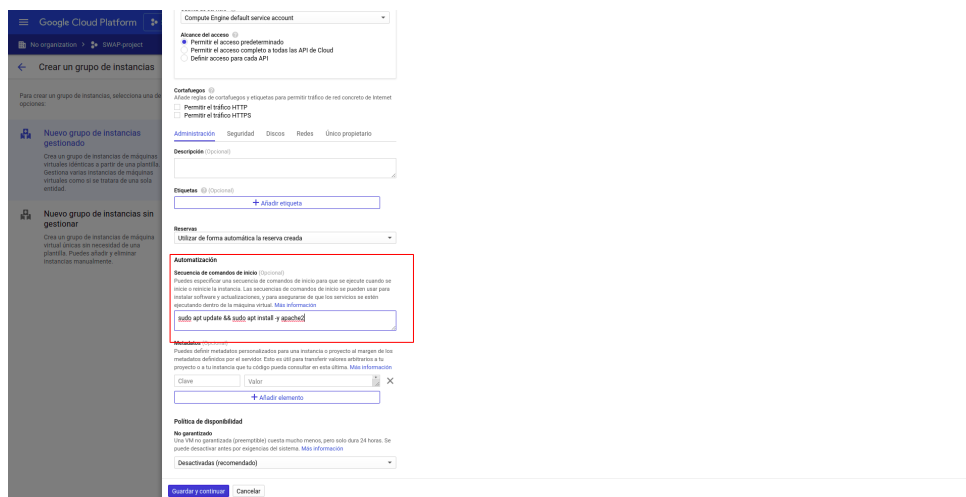 Google Cloud Platform
No organization > SWAP-project
Crear un grupo de instancias
Para crear un grupo de instancias, selecciona una de
opciones:
Nuevo grupo de instancias
gestionado
Crea un grupo de instancias de máquinas
virtuales idénticas a partir de una plantilla.
Gestiona varias instancias de máquinas
virtuales como si se tratara de una sola
entidad.
Nuevo grupo de instancias sin
gestionar
Crea un grupo de instancias de máquina
virtual únicas sin necesidad de una
plantilla. Puedes añadir y eliminar
instancias manualmente.
Compute Engine default service account
Alcance del acceso
Permitir el acceso predeterminado
Permitir el acceso completo a todas las API de Cloud
Definir acceso para cada API
Cortafuegos
Añade reglas de cortafuegos y etiquetas para permitir tráfico de red concreto de Internet
Permitir el tráfico HTTP
Permitir el tráfico HTTPS
Administración Seguridad Discos Redes Único propietario
Descripción (Opcional)
Etiquetas (Opcional)
+ Añadir etiqueta
Reservas
Utilizar de forma automática la reserva creada
Automatización
Secuencia de comandos de inicio (Opcional)
Puedes especificar una secuencia de comandos de inicio para que se ejecute cuando se
inicie o reinicie la instancia. Las secuencias de comandos de inicio se pueden usar para
instalar software y actualizaciones, y para asegurarse de que los servicios se estén
ejecutando dentro de la máquina virtual. Más información
sudo apt update && sudo apt install -y apache2
Metadatos (Opcional)
Puedes definir metadatos personalizados para una instancia o proyecto al margen de los
metadatos definidos por el servidor. Esto es útil para transferir valores arbitrarios a tu
proyecto o a tu instancia que tu código pueda consultar en esta última. Más información
Clave Valor
+ Añadir elemento
Política de disponibilidad
No garantizado
Una VM no garantizada (preemptible) cuesta mucho menos, pero solo dura 24 horas. Se
puede desactivar antes por exigencias del sistema. Más información
Desactivadas (recomendado)
Guardar y continuar Cancelar